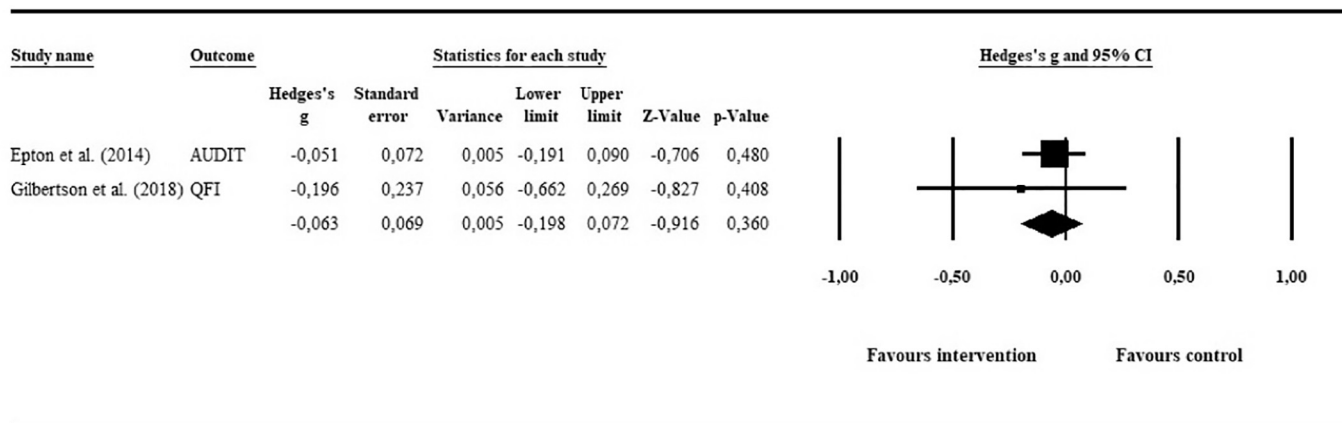 Study name Outcome Statistics for each study Hedges's g and 95% CI
Hedges's Standard Lower Upper
g error Variance limit limit Z-Value p-Value
Epton et al. (2014) AUDIT -0,051 0,072 0,005 -0,191 0,090 -0,706 0,480
Gilbertson et al. (2018) QFI -0,196 0,237 0,056 -0,662 0,269 -0,827 0,408
-0,063 0,069 0,005 -0,198 0,072 -0,916 0,360
-1,00 -0,50 0,00 0,50 1,00
Favours intervention Favours control